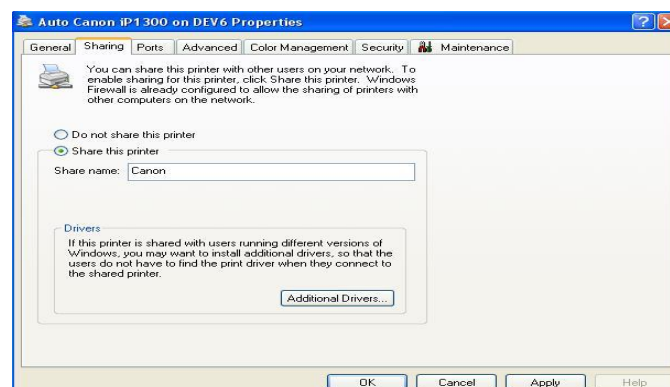 Auto Canon iP1300 on DEV6 Properties
General Sharing Ports Advanced Color Management Security Maintenance
You can share this printer with other users on your network. To
enable sharing for this printer, click Share this printer. Windows
Firewall is already configured to allow the sharing of printers with
other computers on the network.
Do not share this printer
Share this printer
Share name: Canon
Drivers
If this printer is shared with users running different versions of
Windows, you may want to install additional drivers, so that the
users do not have to find the print driver when they connect to
the shared printer.
Additional Drivers...
OK Cancel Apply Help